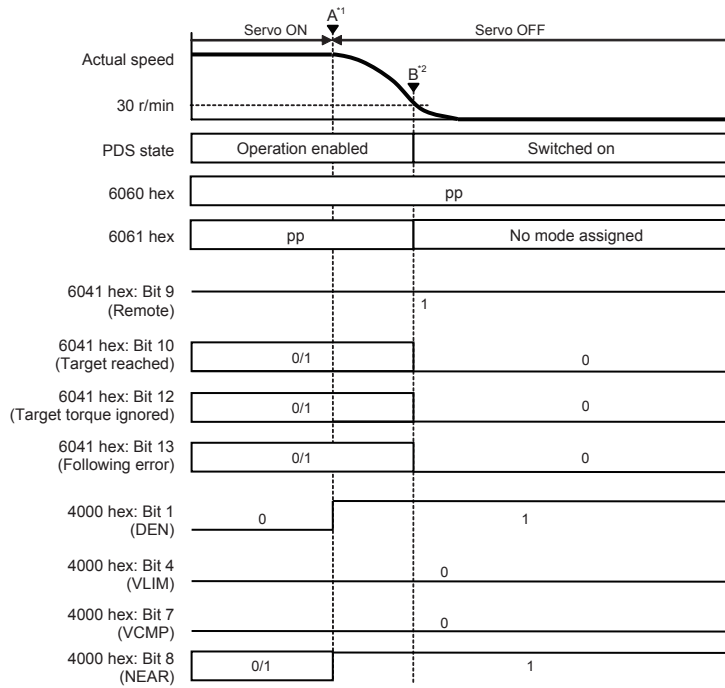 A*1
Servo ON Servo OFF
Actual speed
B*2
30 r/min
PDS state Operation enabled Switched on
6060 hex pp
6061 hex pp No mode assigned
6041 hex: Bit 9
(Remote)
1
6041 hex: Bit 10
(Target reached)
0/1 0
6041 hex: Bit 12
(Target torque ignored)
0/1 0
6041 hex: Bit 13
(Following error)
0/1 0
4000 hex: Bit 1
(DEN)
0 1
4000 hex: Bit 4
(VLIM)
0
4000 hex: Bit 7
(VCMP)
0
4000 hex: Bit 8
(NEAR)
0/1 1